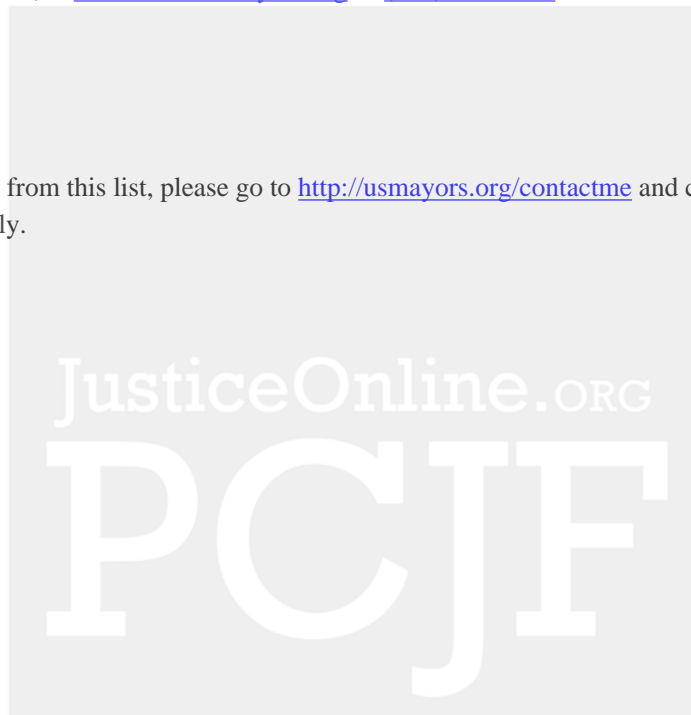 from this list, please go to http://usmayors.org/contactme and
ly.
JusticeOnline.ORG
PCJF